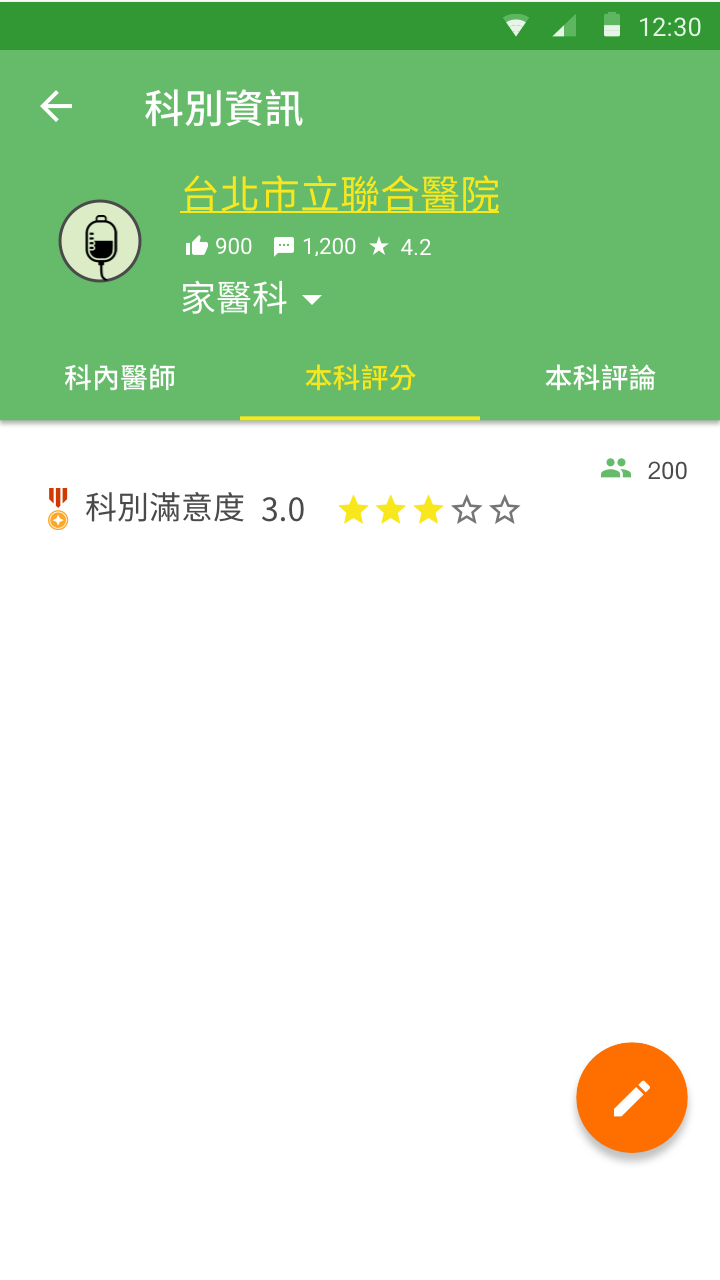 12:30
科別資訊
台北市立聯合醫院
900 1,200 4.2
家醫科
科內醫師 本科評分 本科評論
200
科別滿意度 3.0